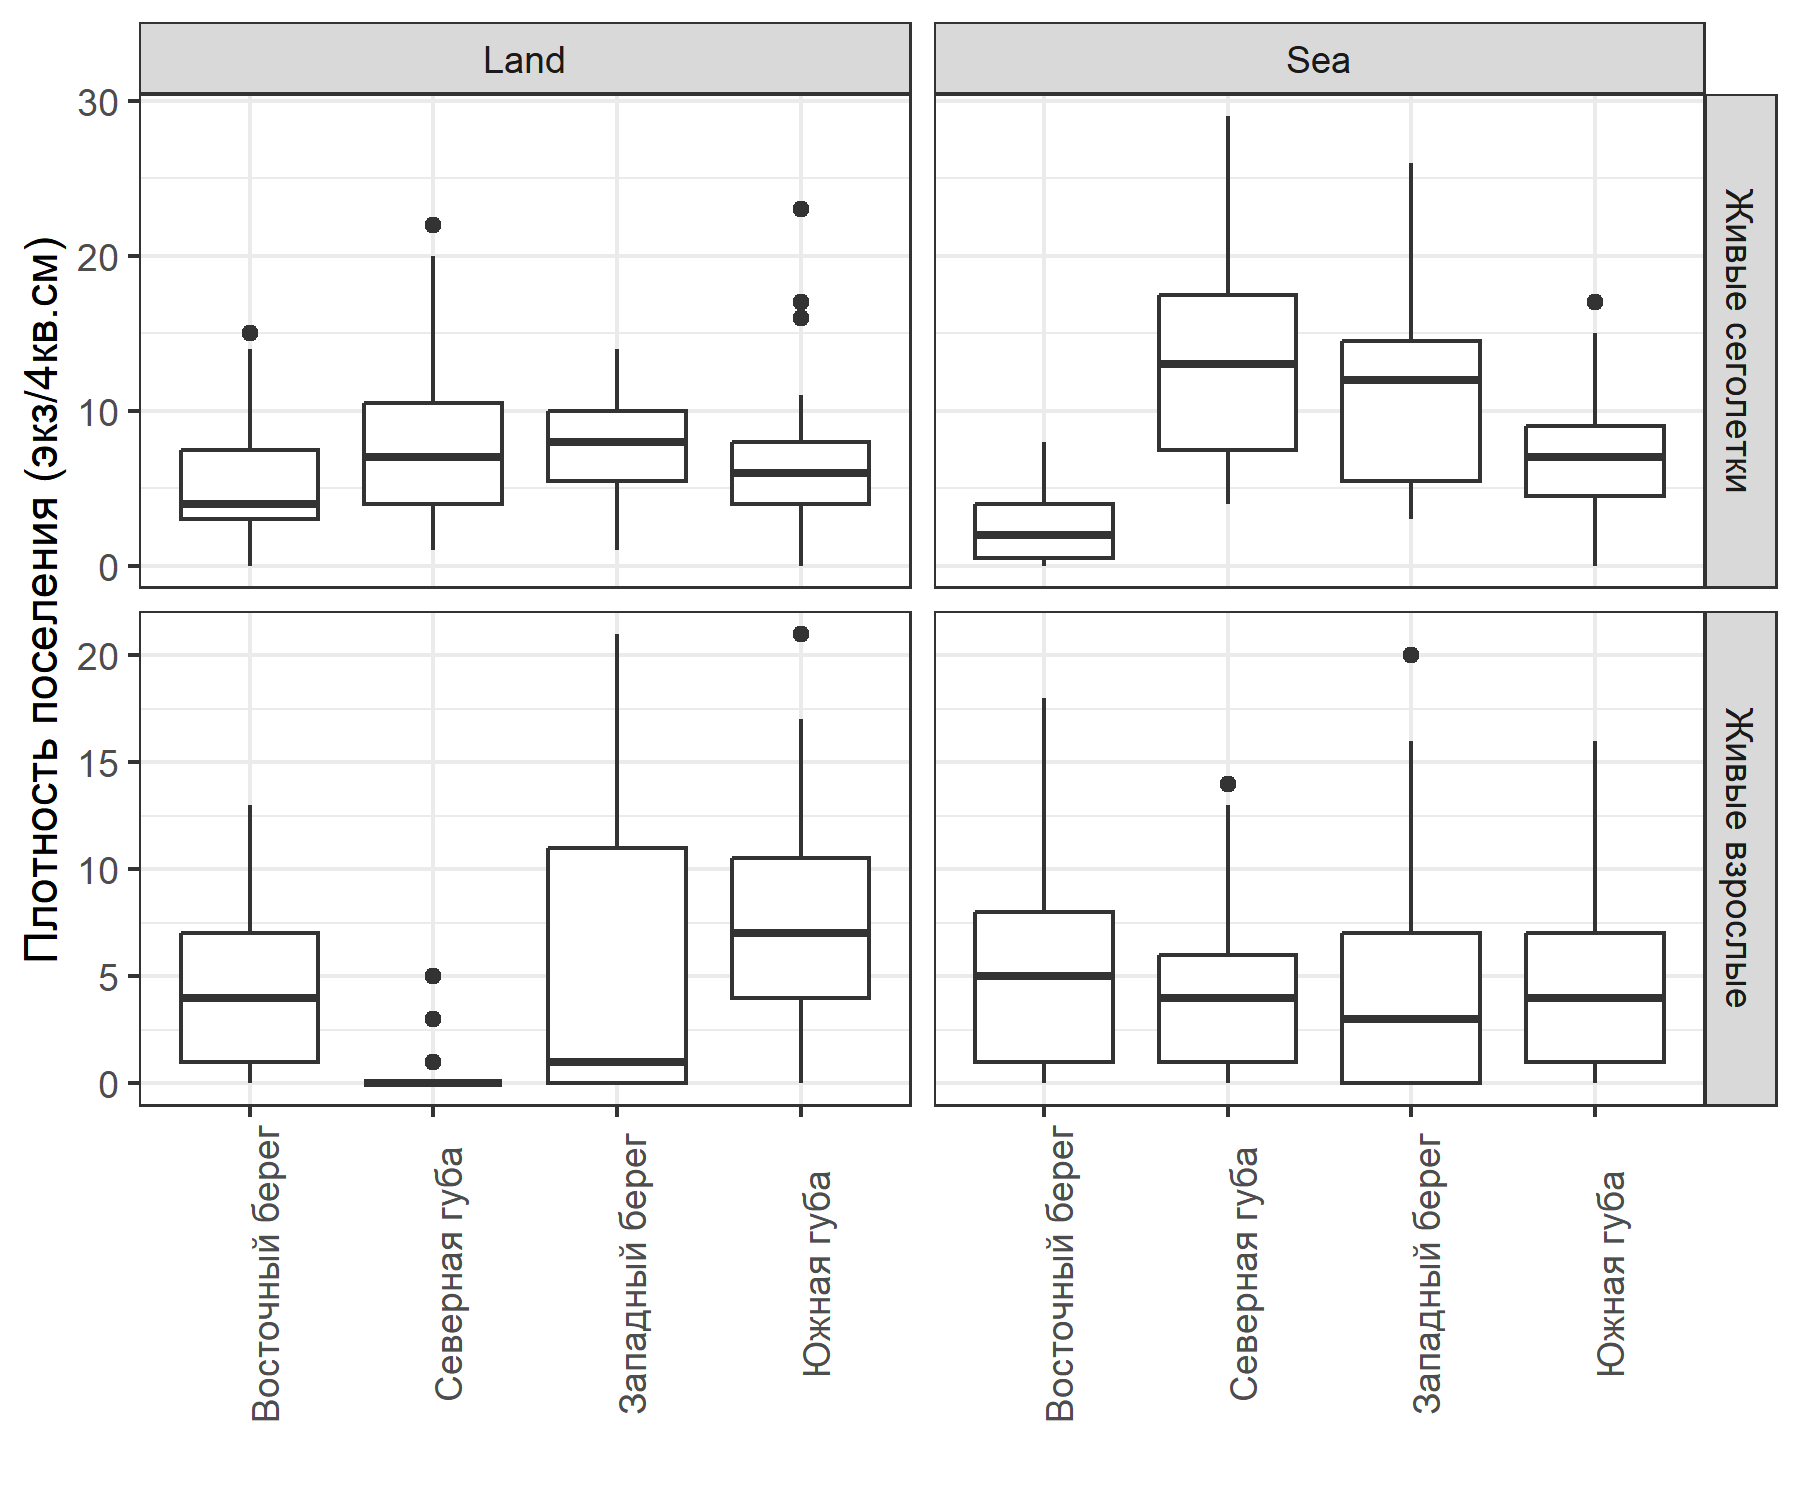 Land
Sea
Плотность поселения (экз/4кв.см)
30
20
10
0
Живые сеголетки
20
15
10
5
0
Живые взрослые
Восточный берег
Северная губа
Западный берег
Южная губа
Восточный берег
Северная губа
Западный берег
Южная губа